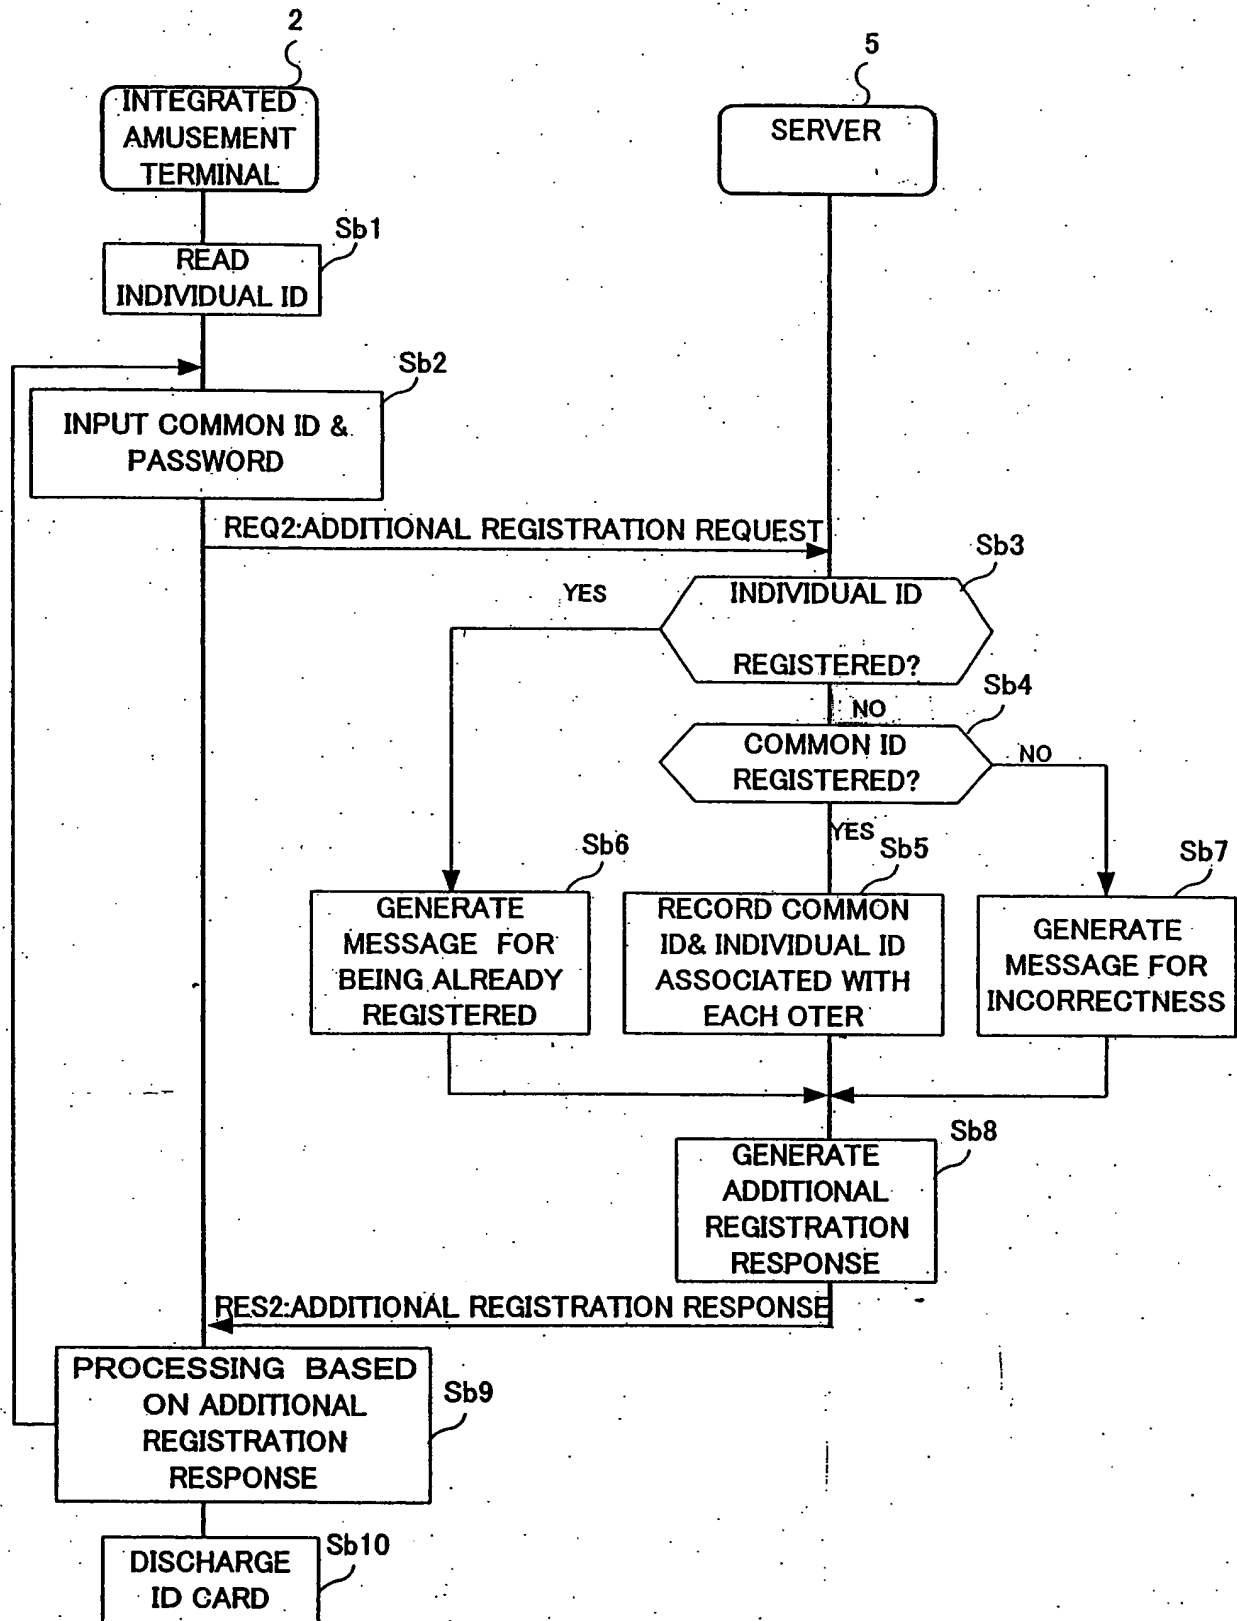 2
5
INTEGRATED
AMUSEMENT
TERMINAL
SERVER
Sb1
READ
INDIVIDUAL ID
Sb2
INPUT COMMON ID &
PASSWORD
REQ2:ADDITIONAL REGISTRATION REQUEST
Sb3
YES
INDIVIDUAL ID
REGISTERED?
NO
Sb4
COMMON ID
REGISTERED?
NO
YES
Sb6
Sb5
Sb7
GENERATE
MESSAGE FOR
BEING ALREADY
REGISTERED
RECORD COMMON
ID& INDIVIDUAL ID
ASSOCIATED WITH
EACH OTER
GENERATE
MESSAGE FOR
INCORRECTNESS
Sb8
GENERATE
ADDITIONAL
REGISTRATION
RESPONSE
RES2:ADDITIONAL REGISTRATION RESPONSE
PROCESSING BASED
ON ADDITIONAL
REGISTRATION
RESPONSE
Sb9
Sb10
DISCHARGE
ID CARD